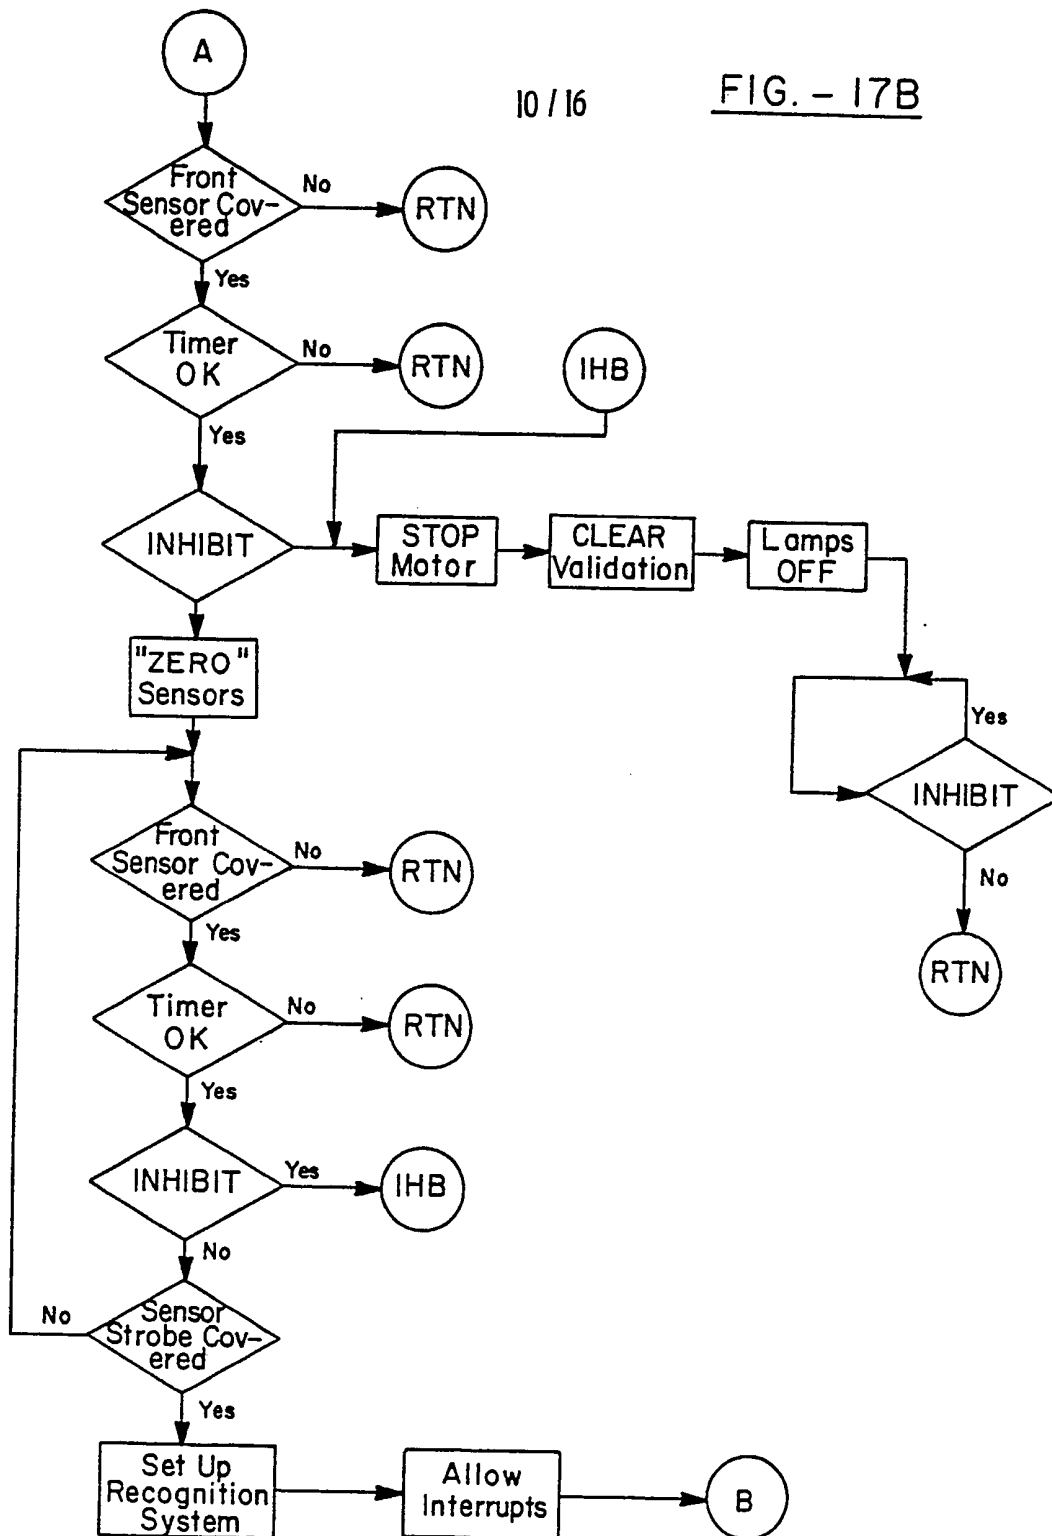 A
10/16
FIG. - 17B
Front
Sensor Cov-
ered
No
RTN
Yes
Timer
OK
No
RTN
IHB
Yes
INHIBIT
STOP
Motor
CLEAR
Validation
Lamps
OFF
"ZERO"
Sensors
Yes
INHIBIT
No
RTN
Front
Sensor Cov-
ered
No
RTN
Yes
Timer
OK
No
RTN
Yes
INHIBIT
Yes
IHB
No
Sensor
Strobe Cov-
ered
No
Yes
Set Up
Recognition
System
Allow
Interrupts
B